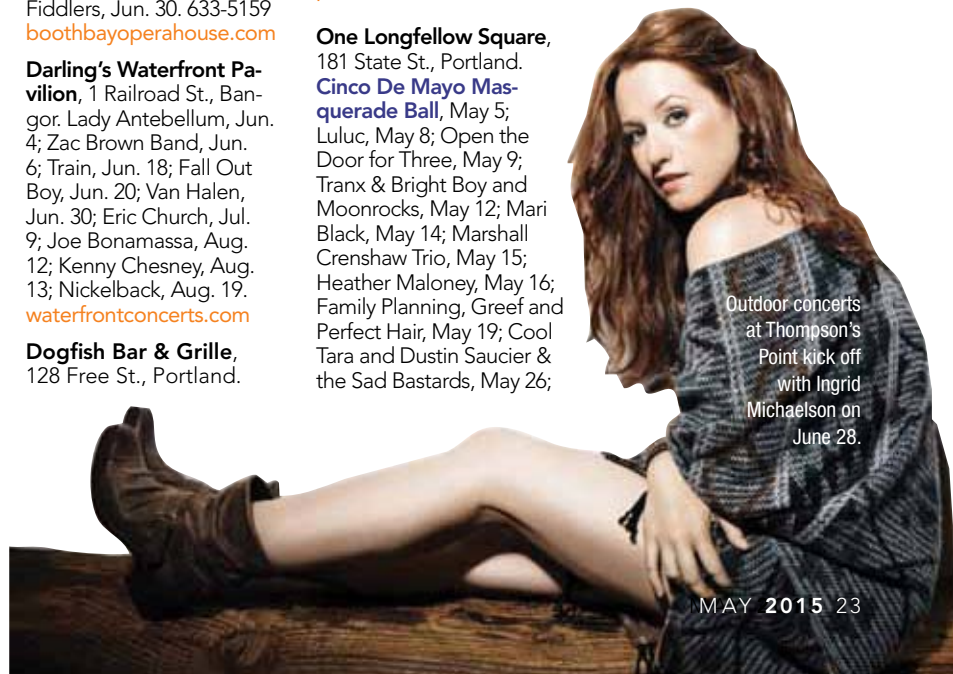 Fiddlers, Jun. 30. 633-5159
boothbayoperahouse.com
Darling's Waterfront Pa-
vilion, 1 Railroad St., Ban-
gor. Lady Antebellum, Jun.
4; Zac Brown Band, Jun.
6; Train, Jun. 18; Fall Out
Boy, Jun. 20; Van Halen,
Jun. 30; Eric Church, Jul.
9; Joe Bonamassa, Aug.
12; Kenny Chesney, Aug.
13; Nickelback, Aug. 19.
waterfrontconcerts.com
Dogfish Bar & Grille,
128 Free St., Portland.
One Longfellow Square,
181 State St., Portland.
Cinco De Mayo Mas-
querade Ball, May 5;
Luluc, May 8; Open the
Door for Three, May 9;
Tranx & Bright Boy and
Moonrocks, May 12; Mari
Black, May 14; Marshall
Crenshaw Trio, May 15;
Heather Maloney, May 16;
Family Planning, Greef and
Perfect Hair, May 19; Cool
Tara and Dustin Saucier &
the Sad Bastards, May 26;
Outdoor concerts
at Thompson's
Point kick off
with Ingrid
Michaelson on
June 28.
MAY 2015 23